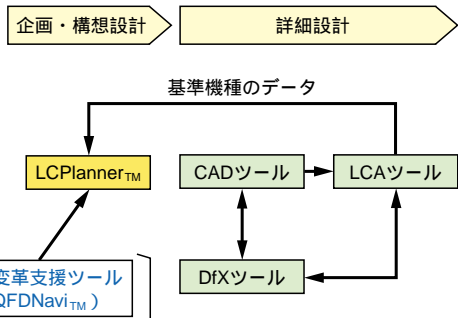 企画・構想設計
詳細設計
基準機種のデータ
LCPlanner™
CADツール
LCAツール
変革支援ツール
QFDNavi™）
DfXツール